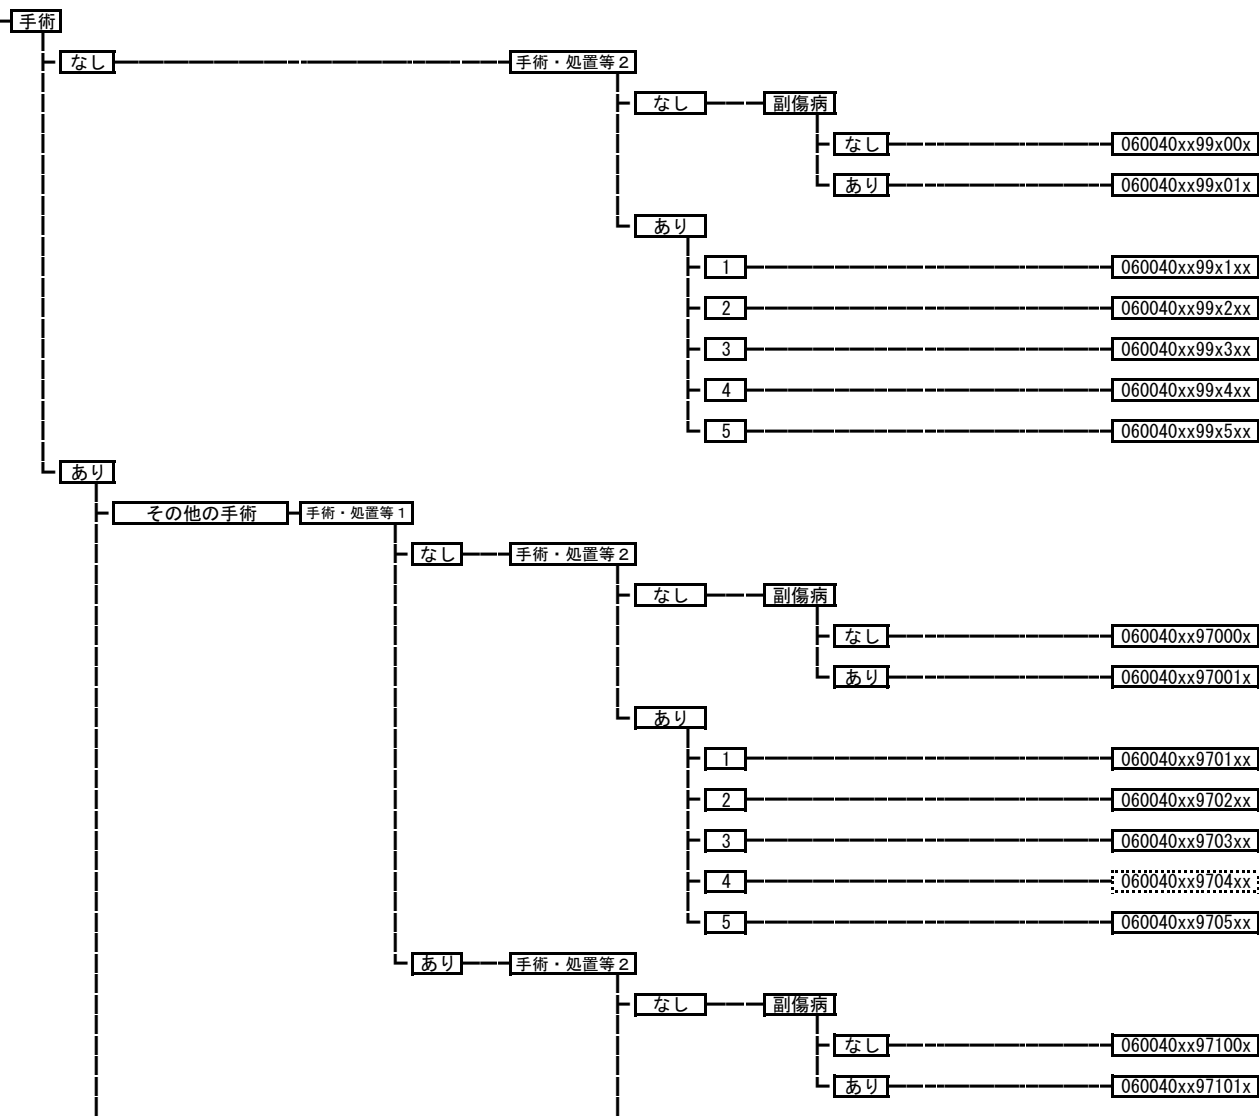 手術
なし 手術・処置等2
なし 副傷病
なし 060040xx99x00x
あり 060040xx99x01x
あり
1 060040xx99x1xx
2 060040xx99x2xx
3 060040xx99x3xx
4 060040xx99x4xx
5 060040xx99x5xx
あり
その他の手術 手術・処置等1
なし 手術・処置等2
なし 副傷病
なし 060040xx97000x
あり 060040xx97001x
あり
1 060040xx9701xx
2 060040xx9702xx
3 060040xx9703xx
4 060040xx9704xx
5 060040xx9705xx
あり 手術・処置等2
なし 副傷病
なし 060040xx97100x
あり 060040xx97101x